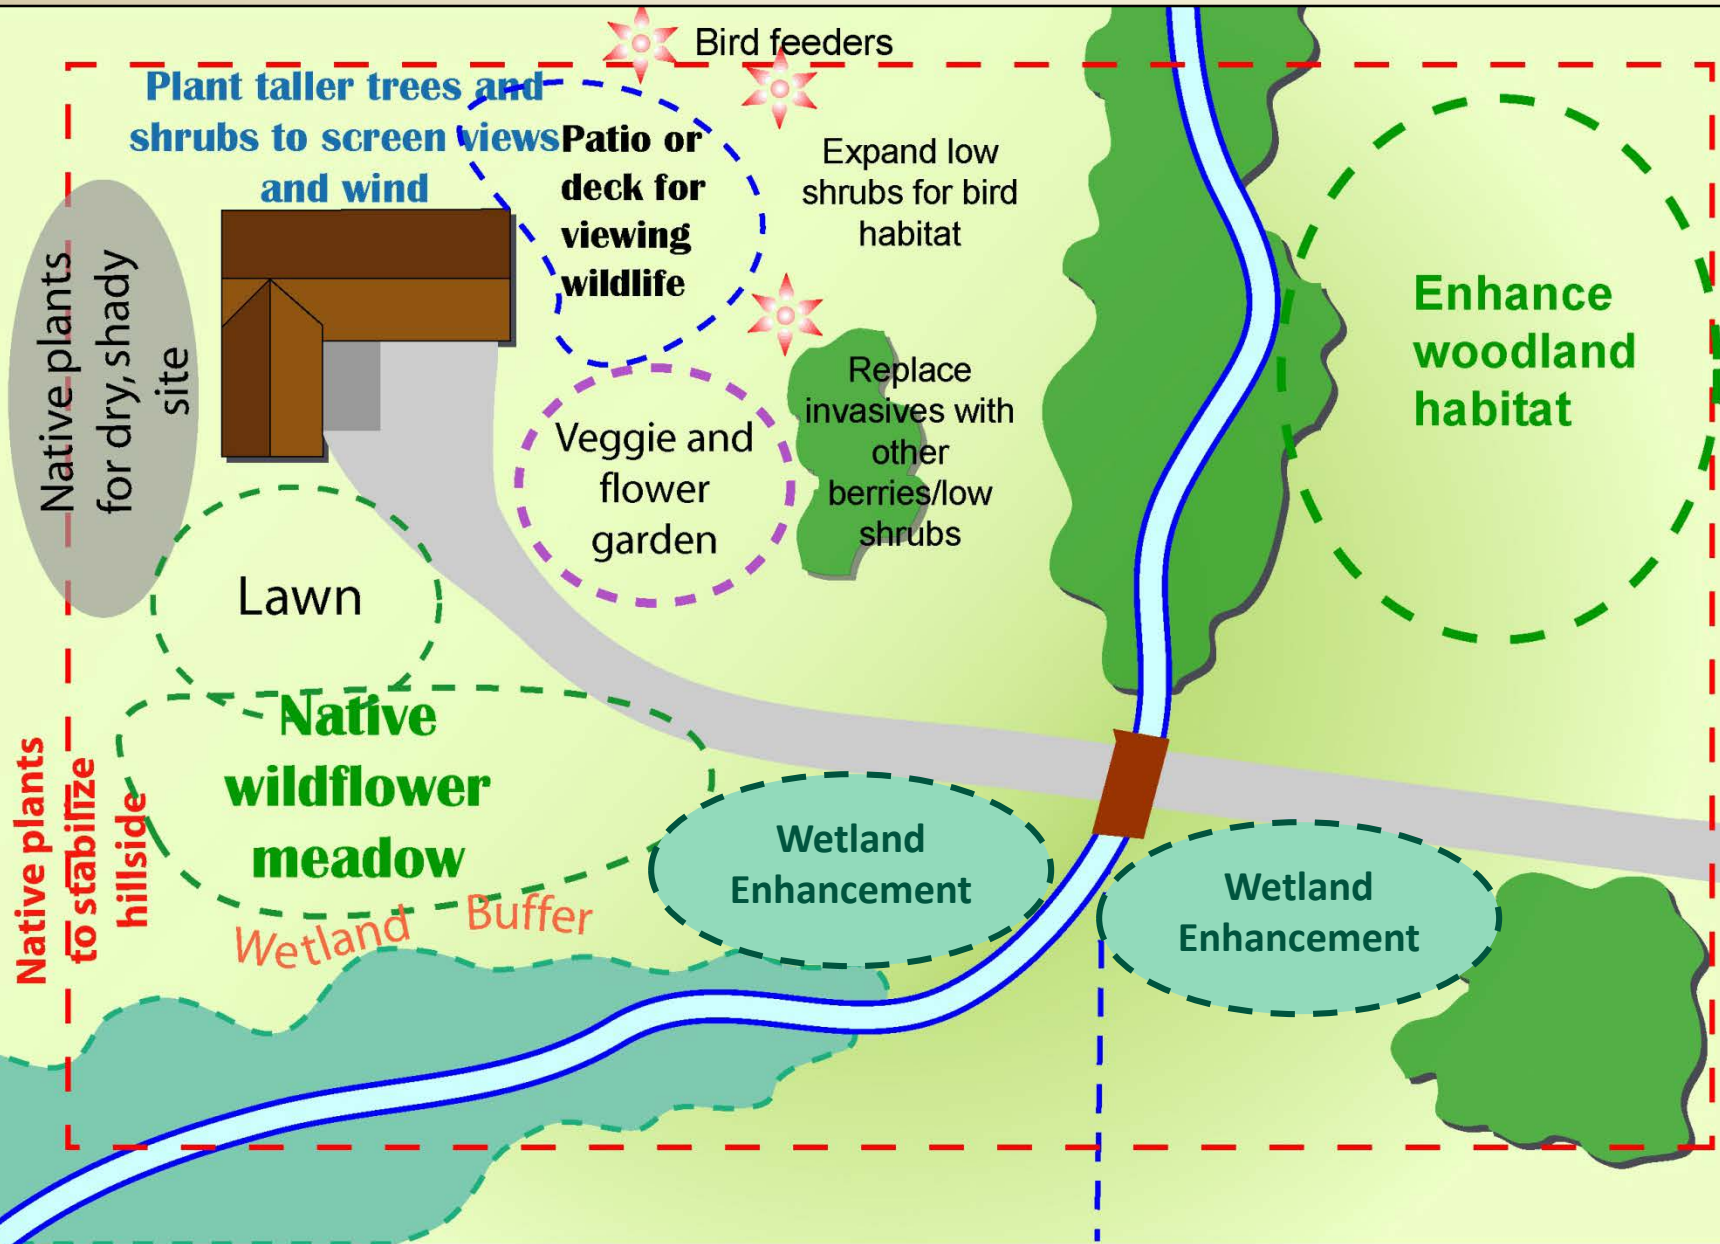 Bird feeders
Plant taller trees and
shrubs to screen views
and wind
Patio or
deck for
viewing
wildlife
Expand low
shrubs for bird
habitat
Native plants
for dry, shady
site
Enhance
woodland
habitat
Replace
invasives with
other
berries/low
shrubs
Veggie and
flower
garden
Lawn
Native
wildflower
meadow
Native plants
to stabilize
hillside
Wetland
Enhancement
Wetland
Enhancement
Wetland Buffer